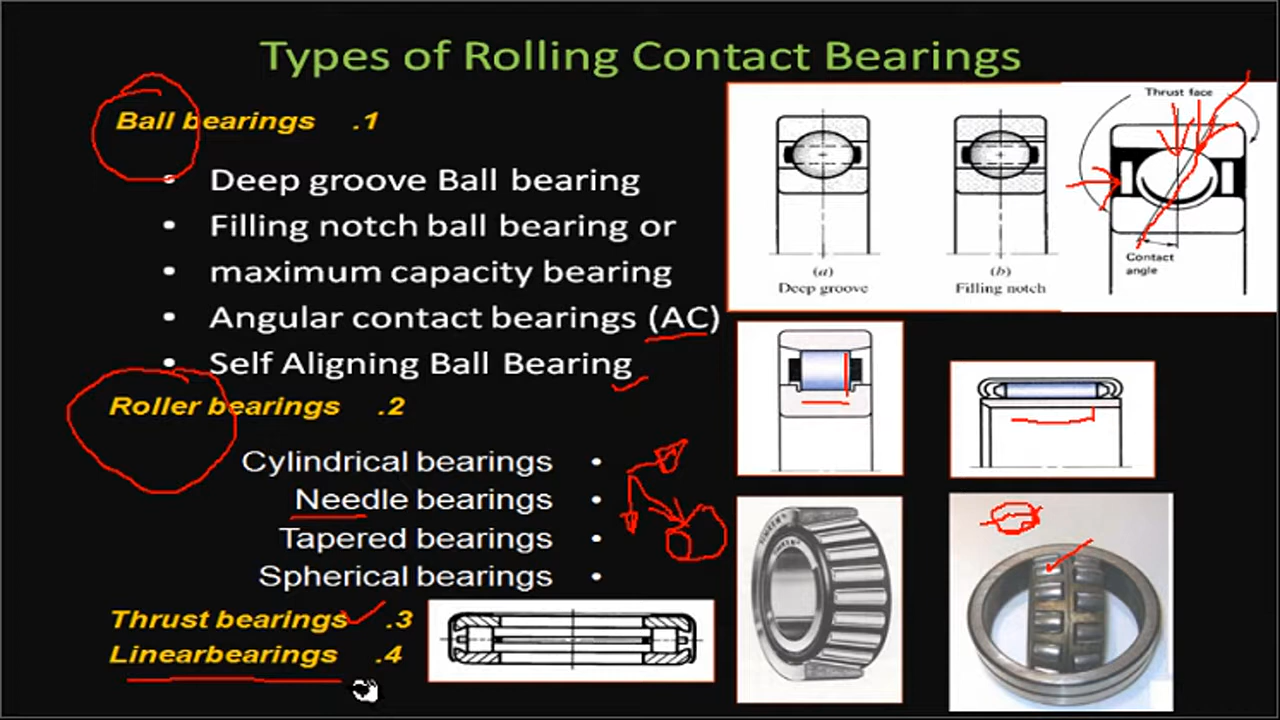 Types of Rolling Contact Bearings
Ball bearings .1
• Deep groove Ball bearing
• Filling notch ball bearing or
• maximum capacity bearing
• Angular contact bearings (AC)
• Self Aligning Ball Bearing
Roller bearings .2
Cylindrical bearings •
Needle bearings •
Tapered bearings •
Spherical bearings •
Thrust bearings .3
Linearbearings .4
(a)
Deep groove
(b)
Filling notch
Thrust face
Contact
angle